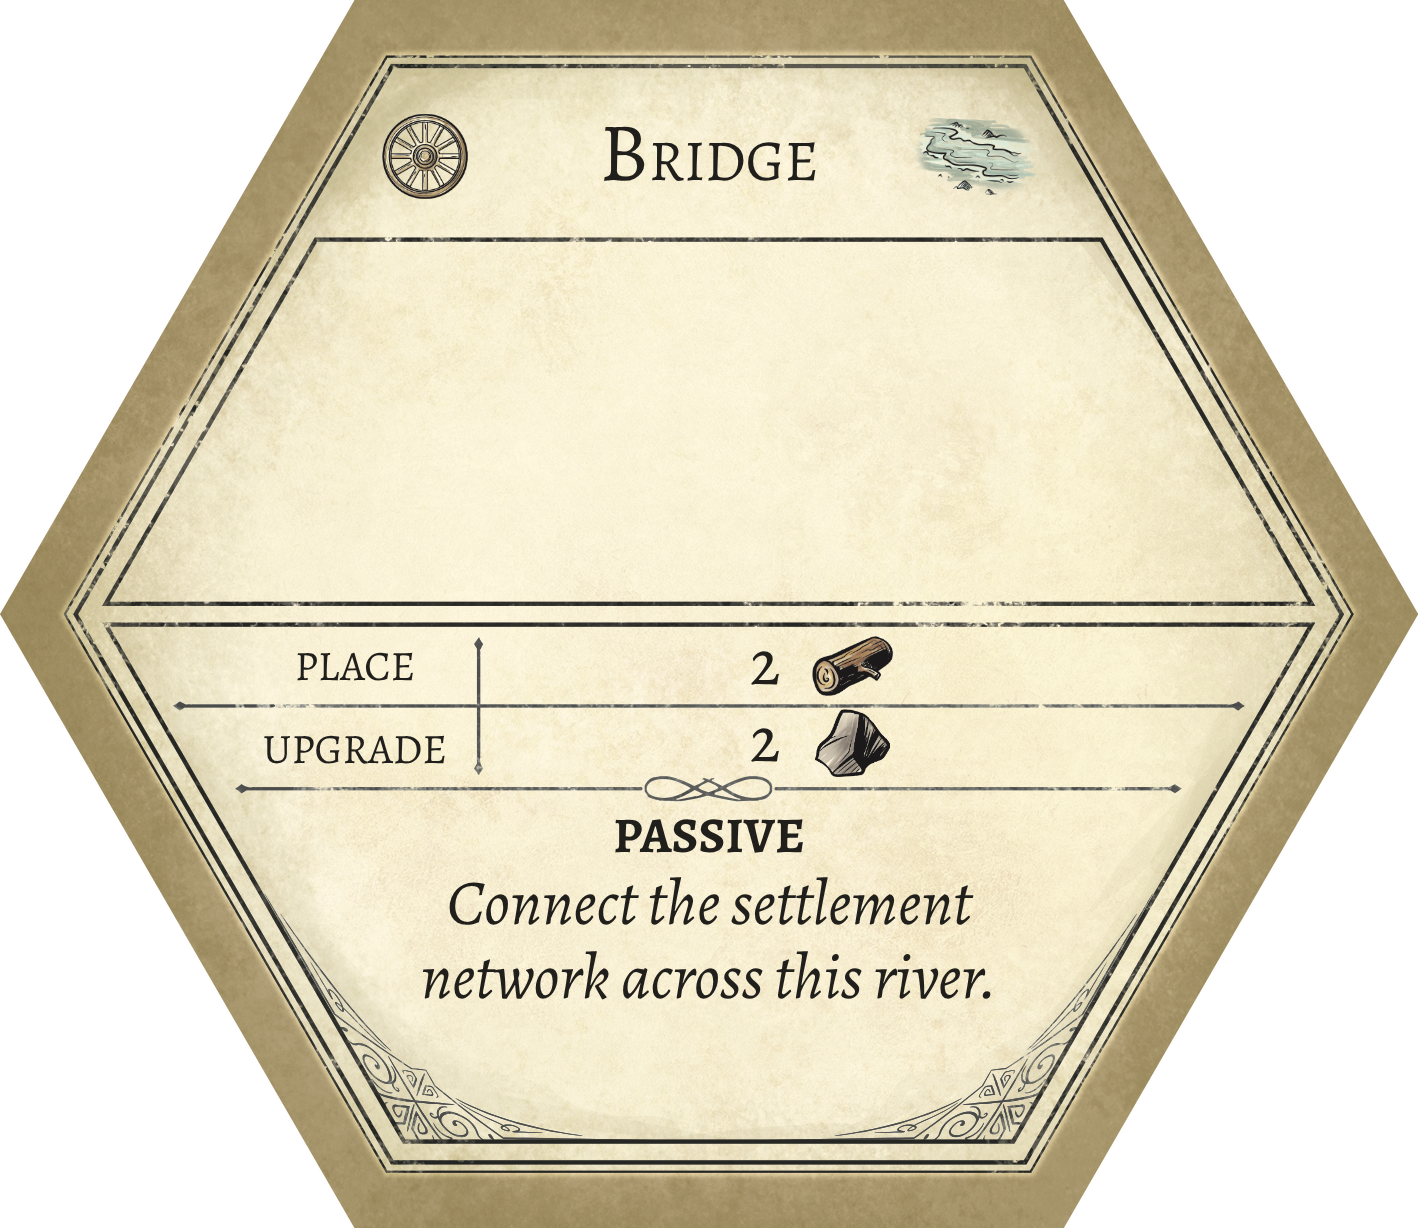 Bridge
PLACE
2
UPGRADE
2
PASSIVE
Connect the settlement
network across this river.